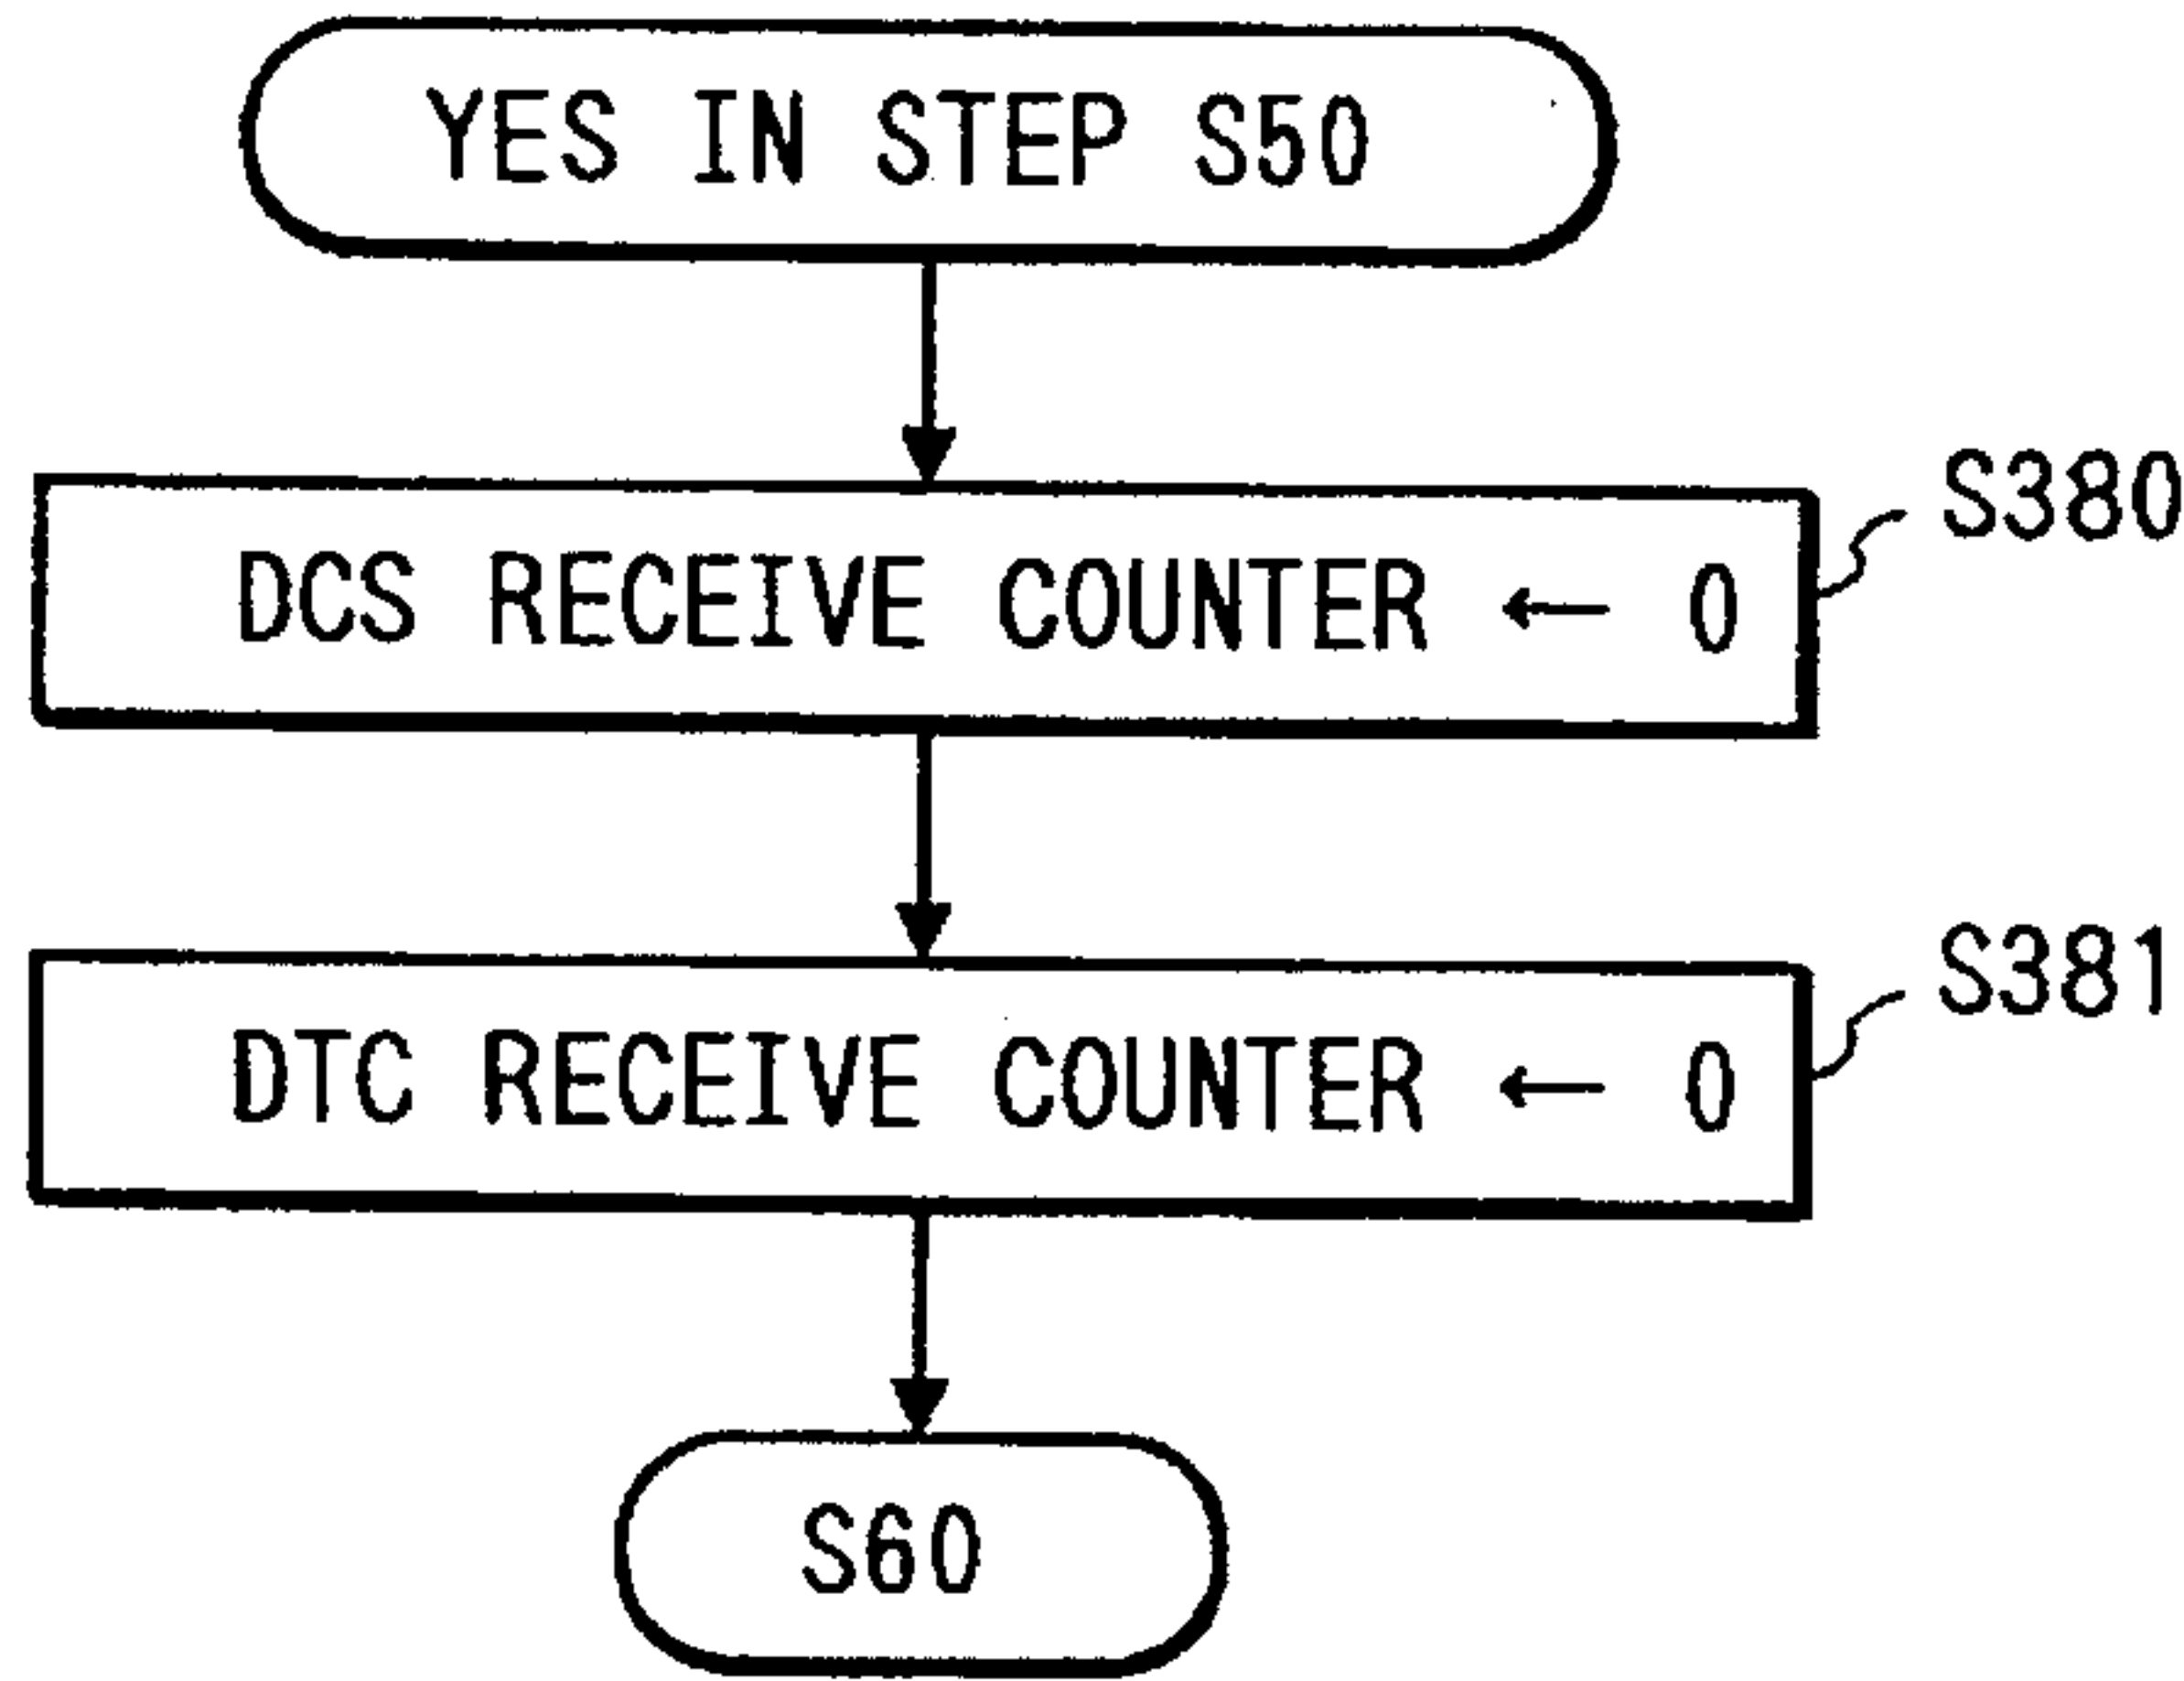 YES IN STEP S50
S380
DCS RECEIVE COUNTER ← 0
S381
DTC RECEIVE COUNTER ← 0
S60